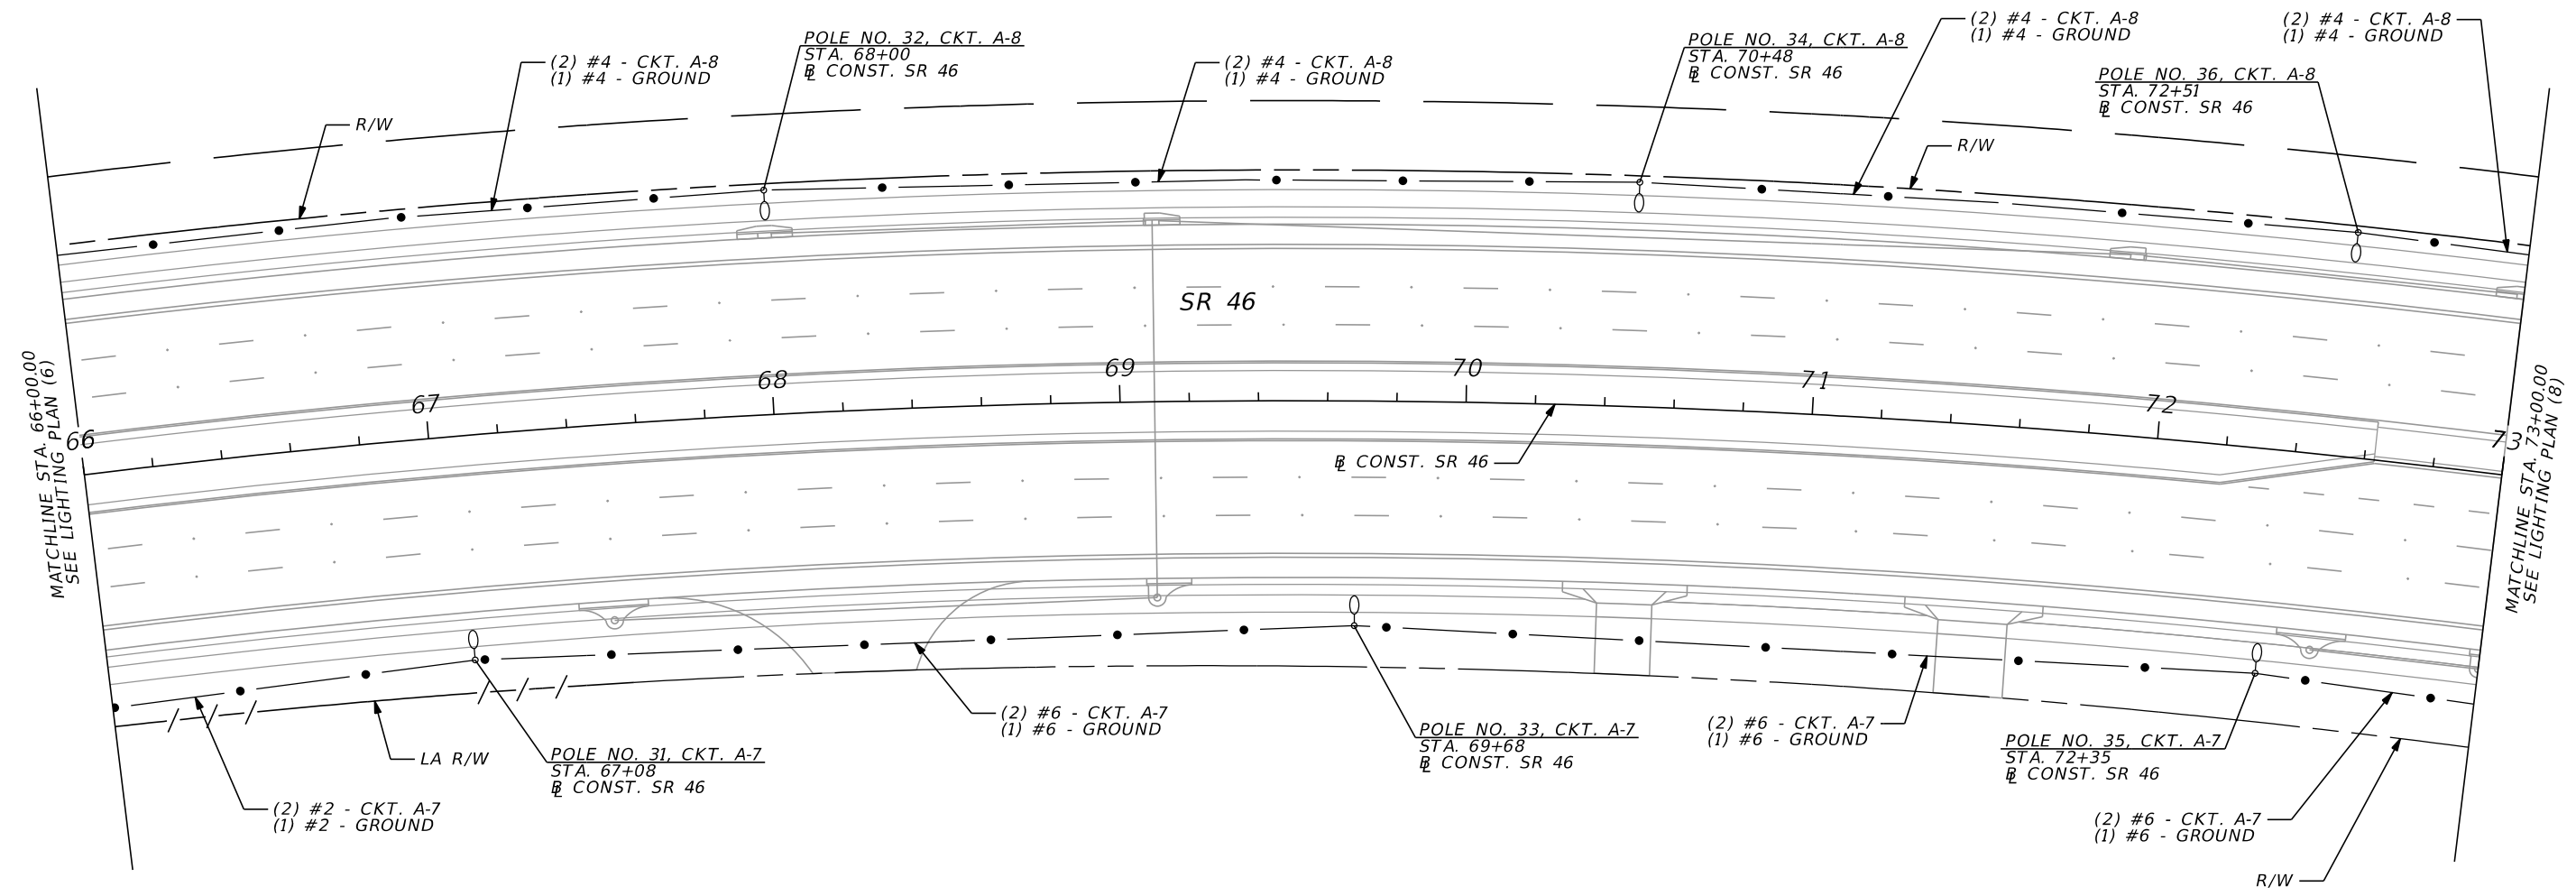 (2) #4 - CKT. A-8
(1) #4 - GROUND
POLE NO. 32, CKT. A-8
STA. 68+00
BL CONST. SR 46
(2) #4 - CKT. A-8
(1) #4 - GROUND
POLE NO. 34, CKT. A-8
STA. 70+48
BL CONST. SR 46
(2) #4 - CKT. A-8
(1) #4 - GROUND
(2) #4 - CKT. A-8
(1) #4 - GROUND
POLE NO. 36, CKT. A-8
STA. 72+51
BL CONST. SR 46
R/W
R/W
SR 46
MATCHLINE STA. 66+00.00
SEE LIGHTING PLAN (6)
66
67
68
69
70
71
72
73
MATCHLINE STA. 73+00.00
SEE LIGHTING PLAN (8)
BL CONST. SR 46
LA R/W
(2) #2 - CKT. A-7
(1) #2 - GROUND
POLE NO. 31, CKT. A-7
STA. 67+08
BL CONST. SR 46
(2) #6 - CKT. A-7
(1) #6 - GROUND
POLE NO. 33, CKT. A-7
STA. 69+68
BL CONST. SR 46
(2) #6 - CKT. A-7
(1) #6 - GROUND
POLE NO. 35, CKT. A-7
STA. 72+35
BL CONST. SR 46
(2) #6 - CKT. A-7
(1) #6 - GROUND
R/W